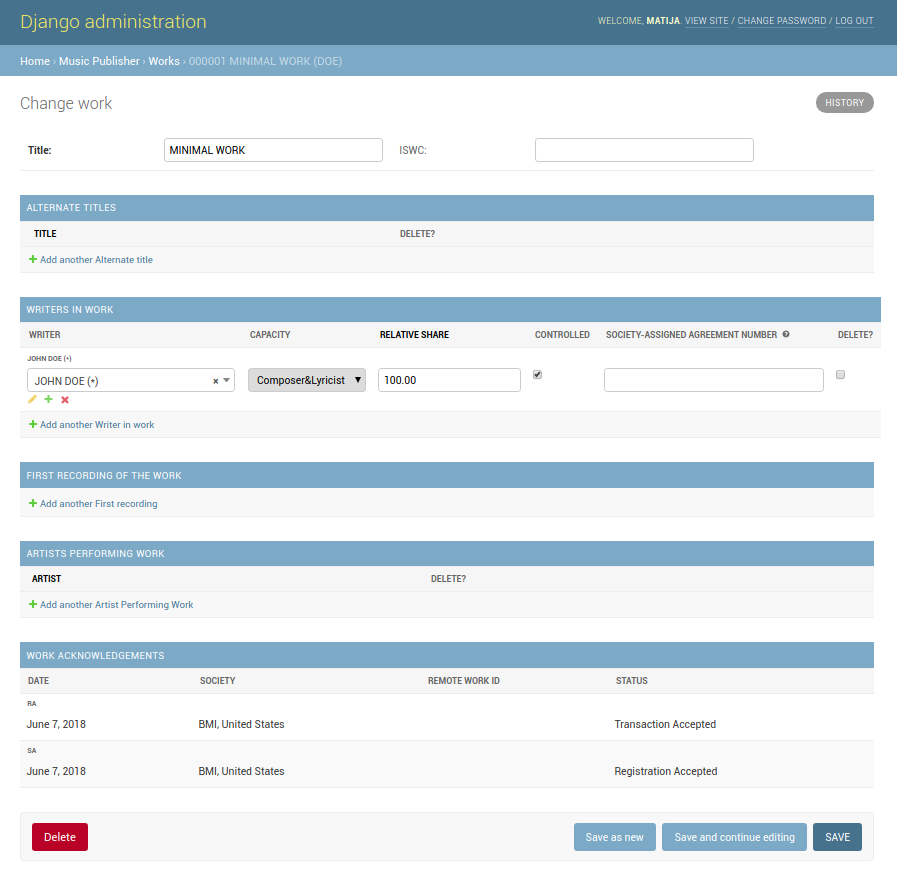 Django administration
WELCOME, MATIJA. VIEW SITE / CHANGE PASSWORD / LOG OUT
Home › Music Publisher › Works › 000001 MINIMAL WORK (DOE)
Change work
HISTORY
Title: MINIMAL WORK ISWC:
ALTERNATE TITLES
TITLE DELETE?
Add another Alternate title
WRITERS IN WORK
WRITER CAPACITY RELATIVE SHARE CONTROLLED SOCIETY-ASSIGNED AGREEMENT NUMBER ? DELETE?
JOHN DOE (*)
JOHN DOE (*) × Composer&Lyricist 100.00
Add another Writer in work
FIRST RECORDING OF THE WORK
Add another First recording
ARTISTS PERFORMING WORK
ARTIST DELETE?
Add another Artist Performing Work
WORK ACKNOWLEDGEMENTS
DATE SOCIETY REMOTE WORK ID STATUS
RA
June 7, 2018 BMI, United States Transaction Accepted
SA
June 7, 2018 BMI, United States Registration Accepted
Delete Save as new Save and continue editing SAVE